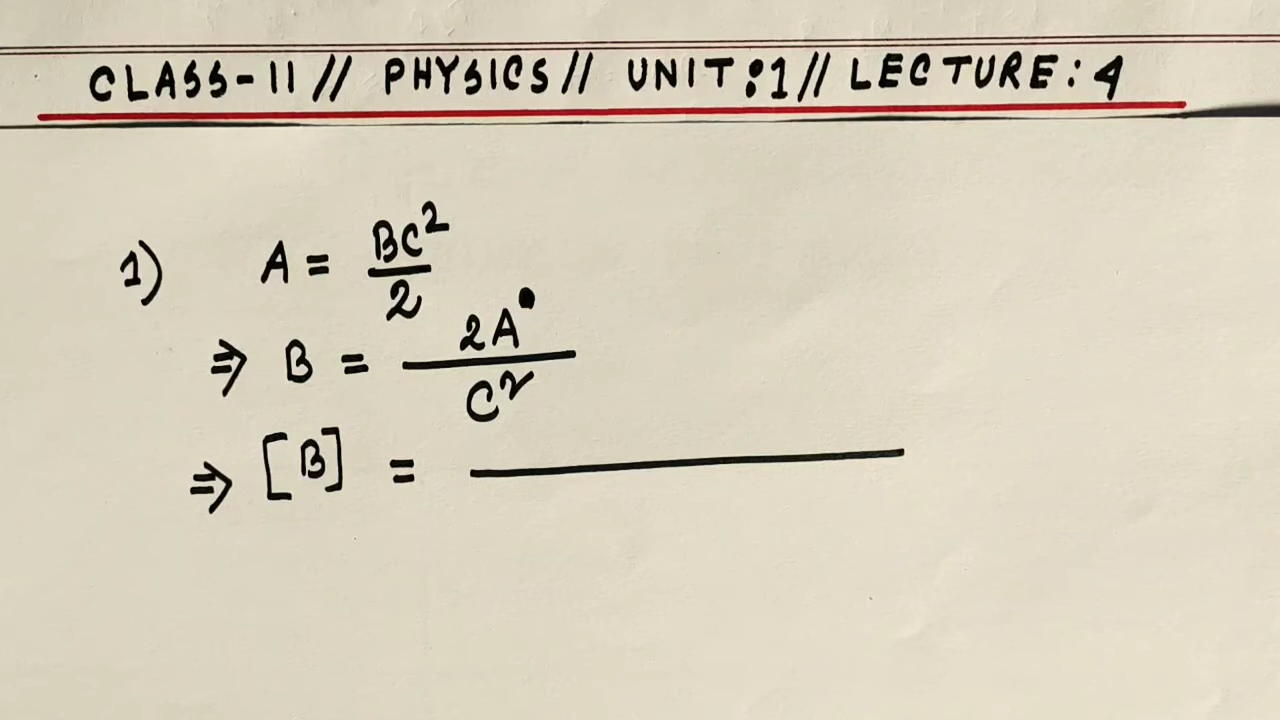 CLASS-11 // PHYSICS // UNIT:1 // LECTURE: 4
1) A = BC²/2
⇒ B = 2A/C²
⇒ [B] =